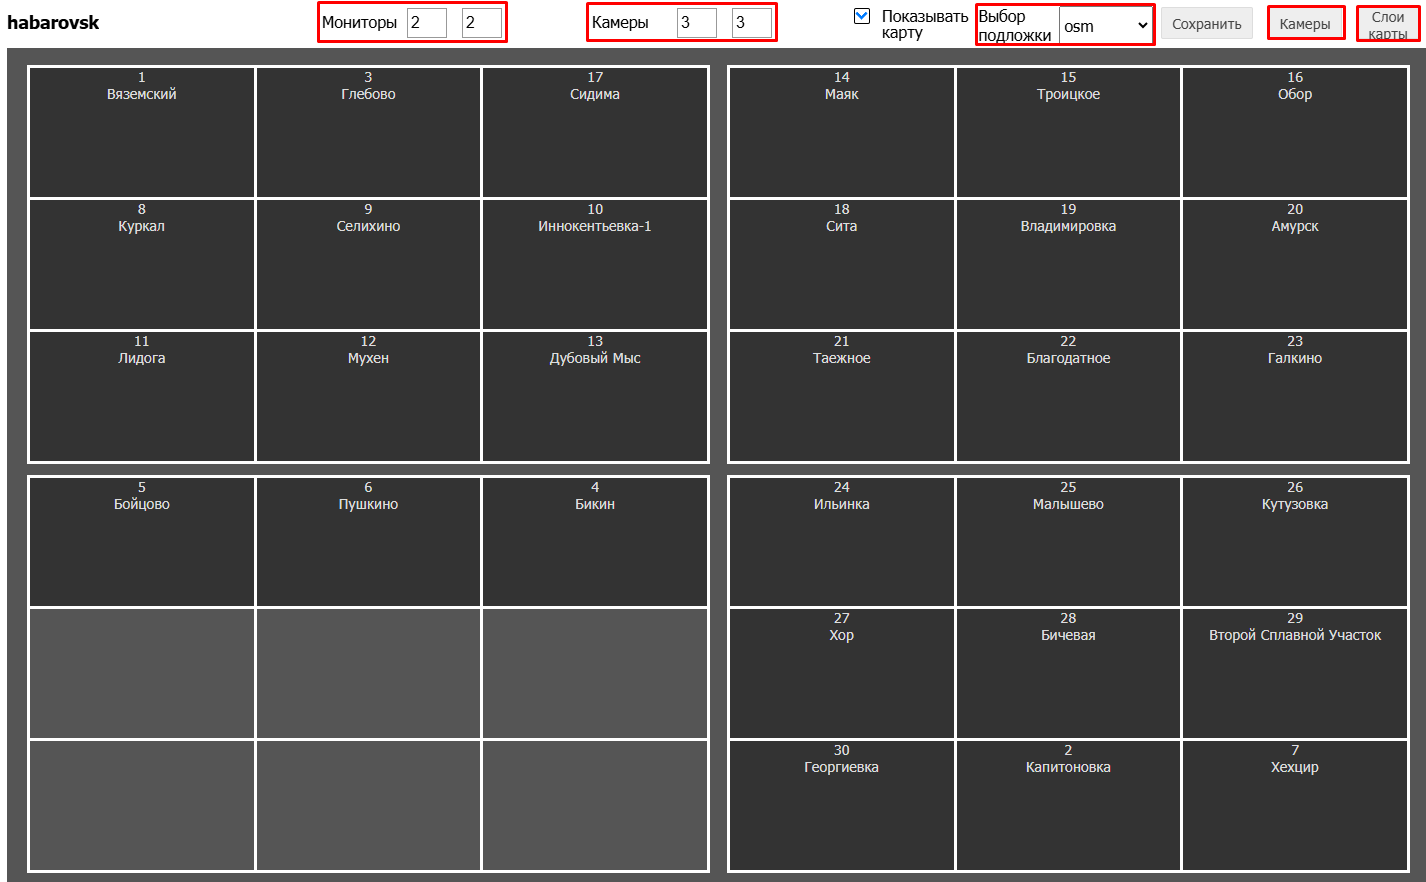 habarovsk
Мониторы 2 2
Камеры 3 3
Показывать
карту
Выбор
подложки
osm
Сохранить
Камеры
Слои
карты
1
Вяземский
3
Глебово
17
Сидима
14
Маяк
15
Троицкое
16
Обор
8
Куркал
9
Селихино
10
Иннокентьевка-1
18
Сита
19
Владимировка
20
Амурск
11
Лидога
12
Мухен
13
Дубовый Мыс
21
Таежное
22
Благодатное
23
Галкино
5
Бойцово
6
Пушкино
4
Бикин
24
Ильинка
25
Малышево
26
Кутузовка
27
Хор
28
Бичевая
29
Второй Сплавной Участок
30
Георгиевка
2
Капитоновка
7
Хехцир